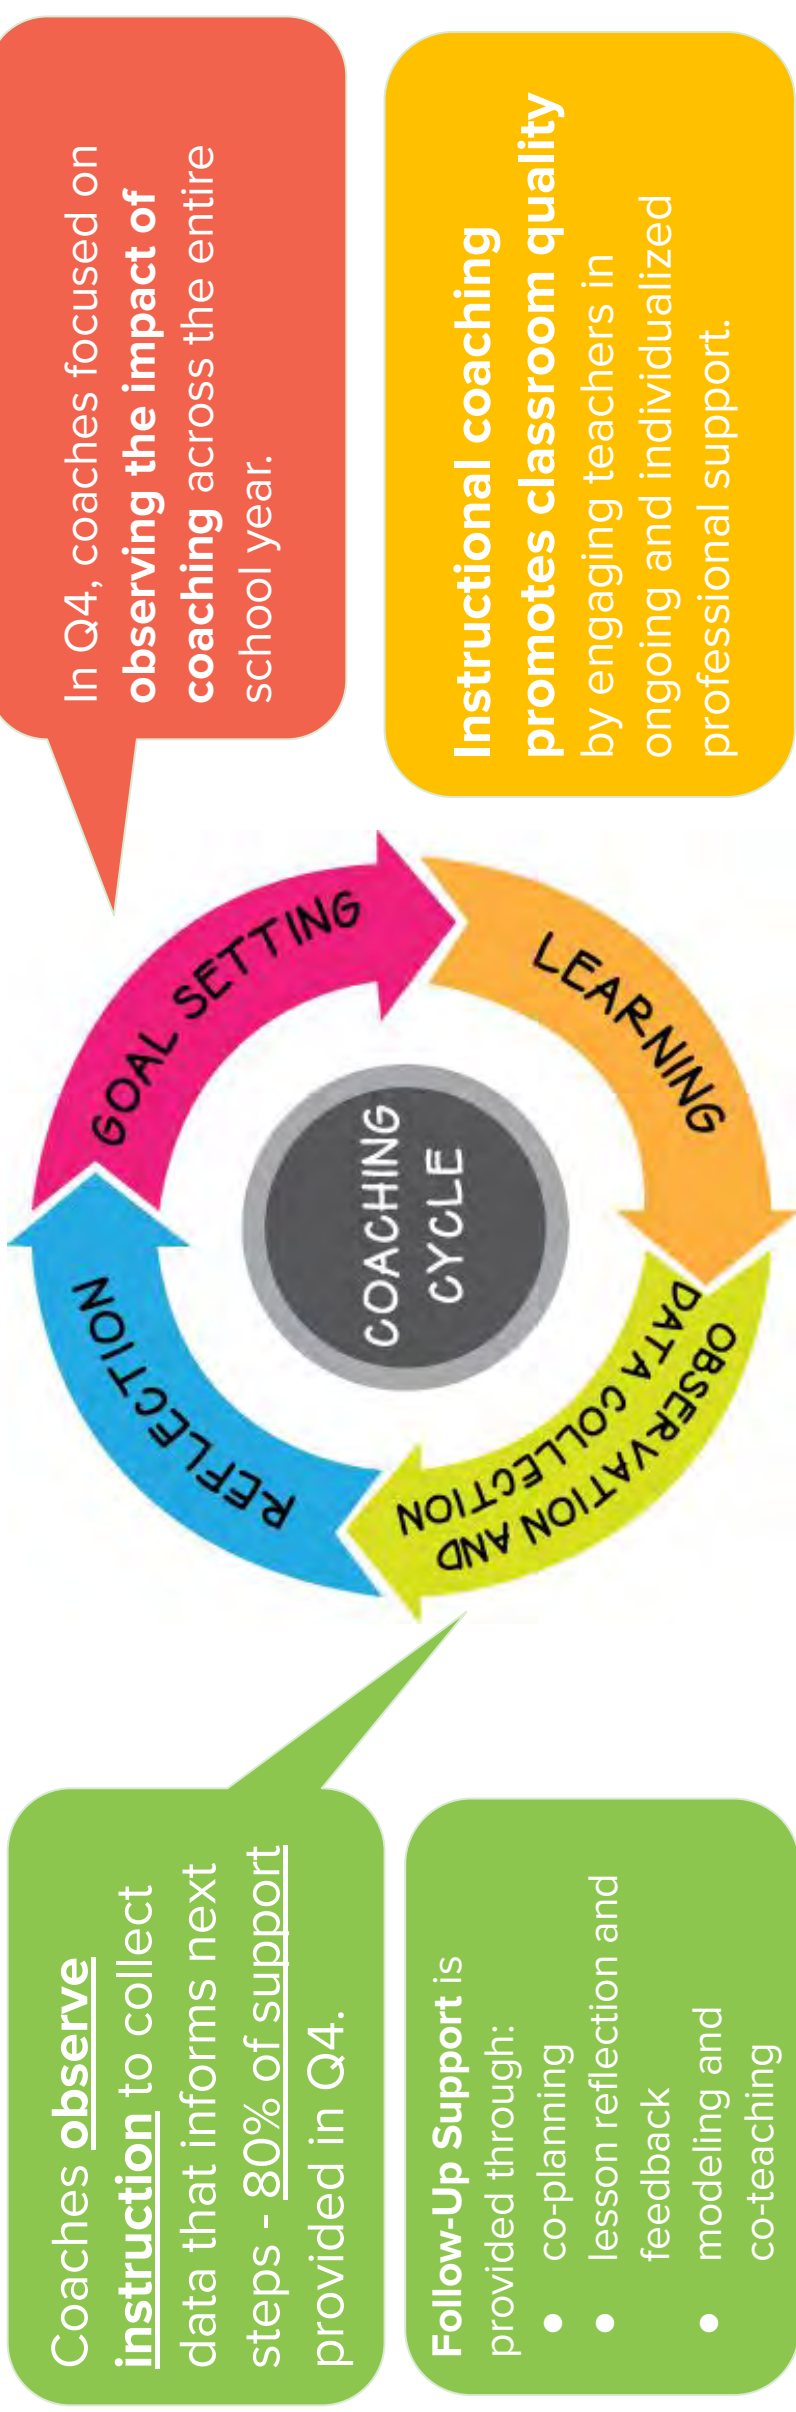 Coaches observe
instruction to collect
data that informs next
steps - 80% of support
provided in Q4.
Follow-Up Support is
provided through:
● co-planning
● lesson reflection and
feedback
● modeling and
co-teaching
COACHING
CYCLE
GOAL SETTING
LEARNING
OBSERVATION AND
DATA COLLECTION
REFLECTION
In Q4, coaches focused on
observing the impact of
coaching across the entire
school year.
Instructional coaching
promotes classroom quality
by engaging teachers in
ongoing and individualized
professional support.